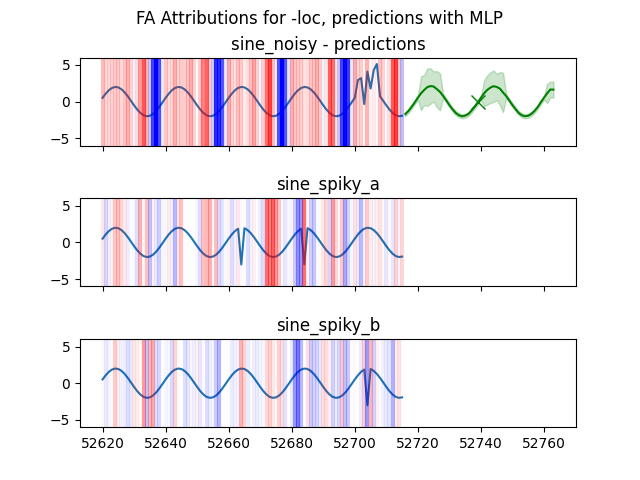 FA Attributions for -loc, predictions with MLP
sine_noisy - predictions
5
0
−5
sine_spiky_a
5
0
−5
sine_spiky_b
5
0
−5
52620 52640 52660 52680 52700 52720 52740 52760